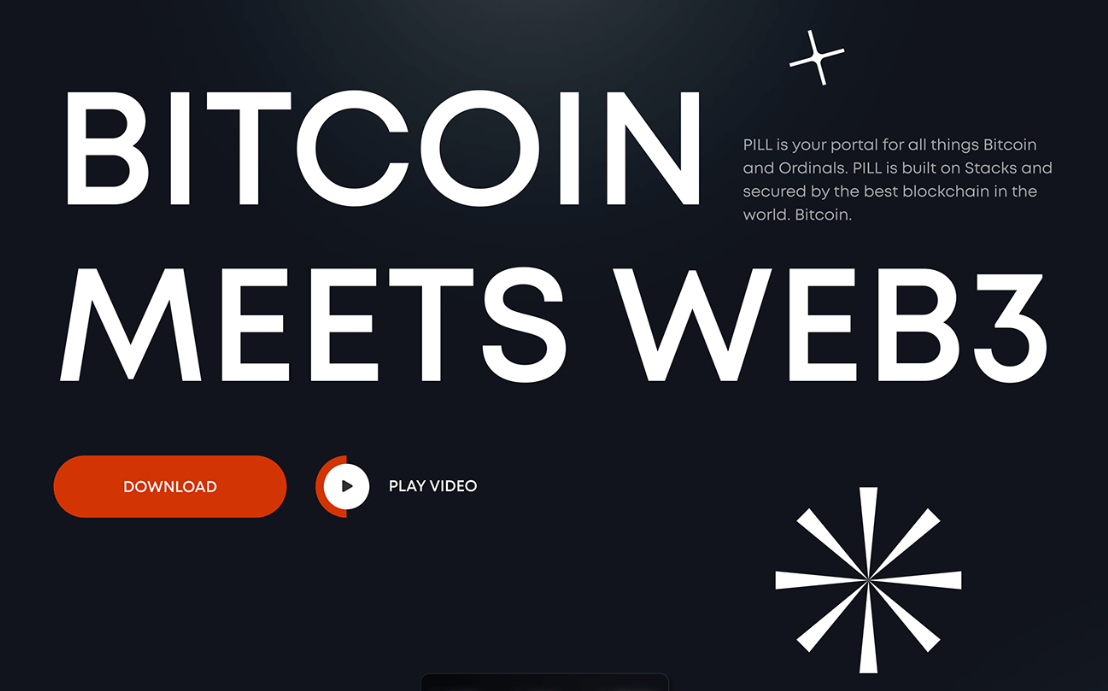 BITCOIN
PILL is your portal for all things Bitcoin
and Ordinals. PILL is built on Stacks and
secured by the best blockchain in the
world. Bitcoin.
MEETS WEB3
DOWNLOAD
PLAY VIDEO